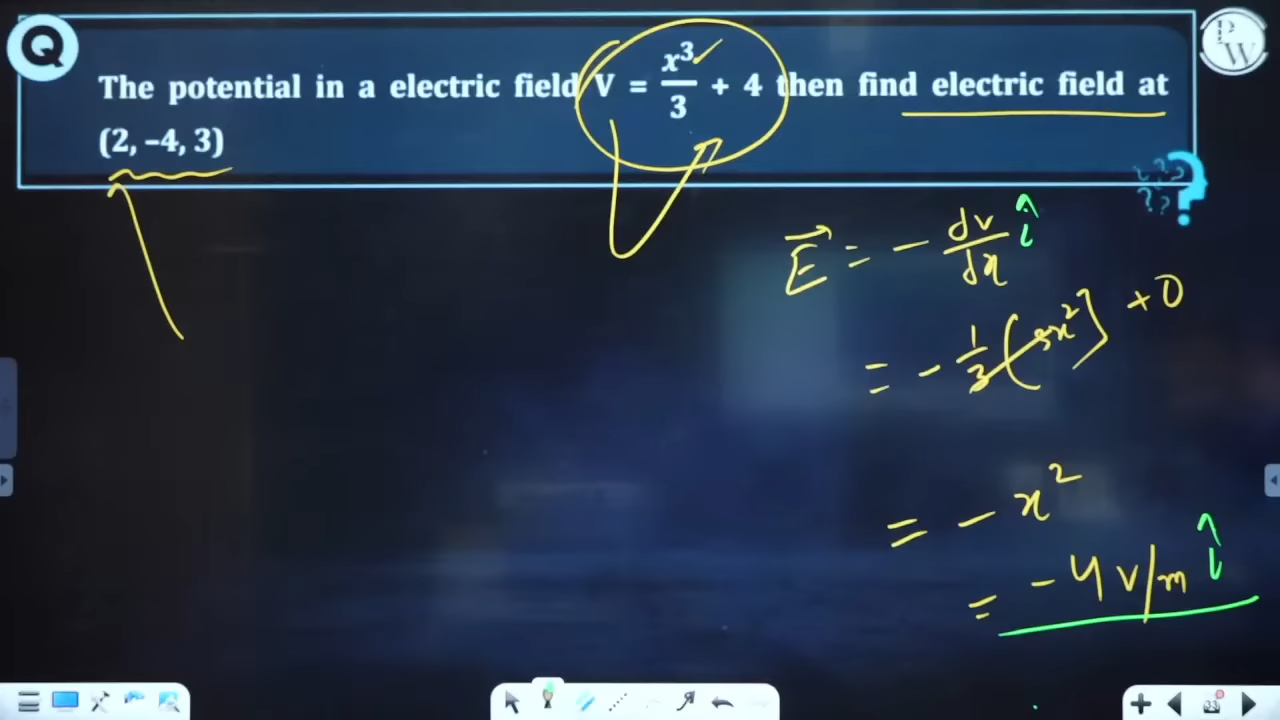 Q
The potential in a electric field V = x³/3 + 4 then find electric field at
(2, –4, 3)
P
W
E⃗ = - dv/dx î
= - 1/3 (3x²) + 0
= - x²
= - 4 v/m î
33